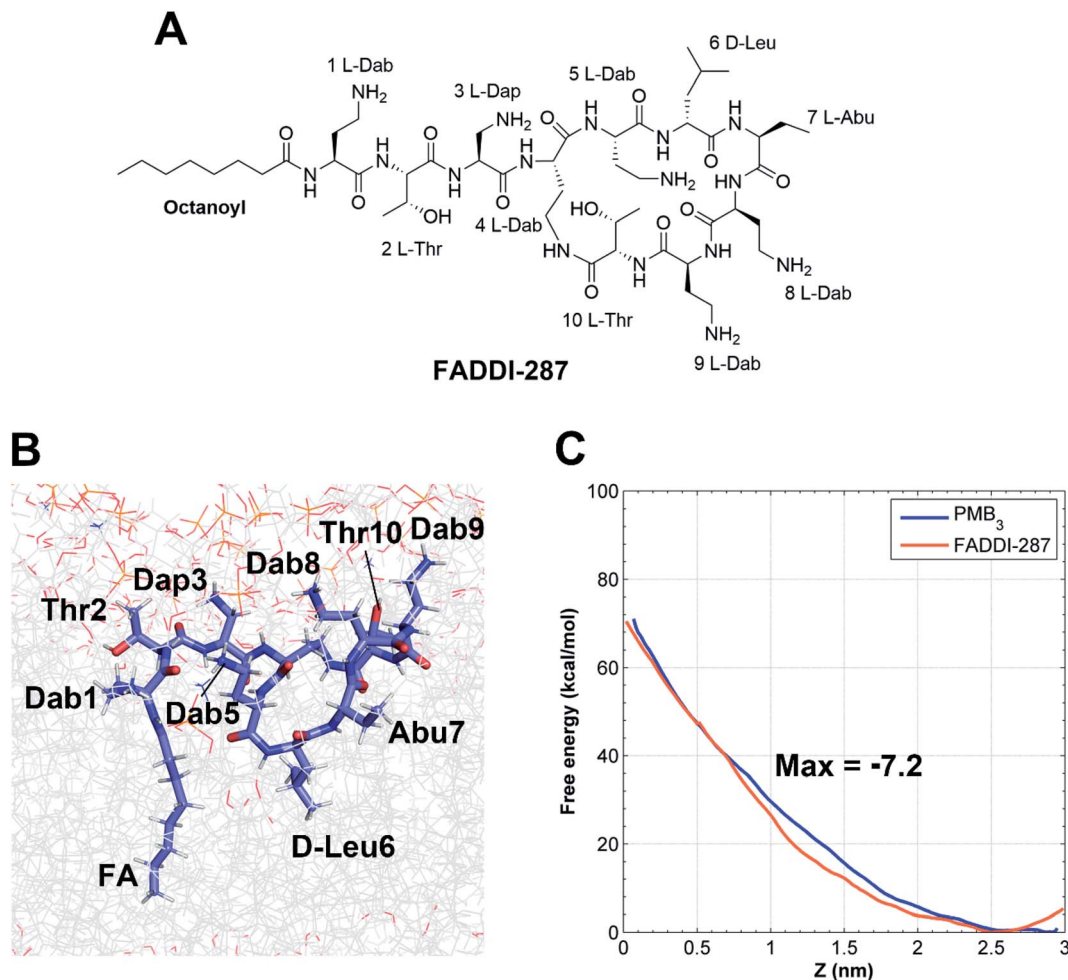 A
6 D-Leu
1 L-Dab
5 L-Dab
3 L-Dap
7 L-Abu
NH2
NH2
O
O
O
H
N
O
H
N
O
H
N
H
N
O
H
N
N
H
O
N
H
O
N
H
O
O
O
NH2
HN
O
Octanoyl
OH
4 L-Dab
HO
O
O
2 L-Thr
NH
N
H
H
N
NH2
O
8 L-Dab
10 L-Thr
NH2
9 L-Dab
FADDI-287
B
C
Thr10 Dab9
Dab8
Dap3
Thr2
Dab1
Dab5
Abu7
D-Leu6
FA
100
PMB3
FADDI-287
80
60
Free energy (kcal/mol)
Max = -7.2
40
20
0
0 0.5 1 1.5 2 2.5 3
Z (nm)